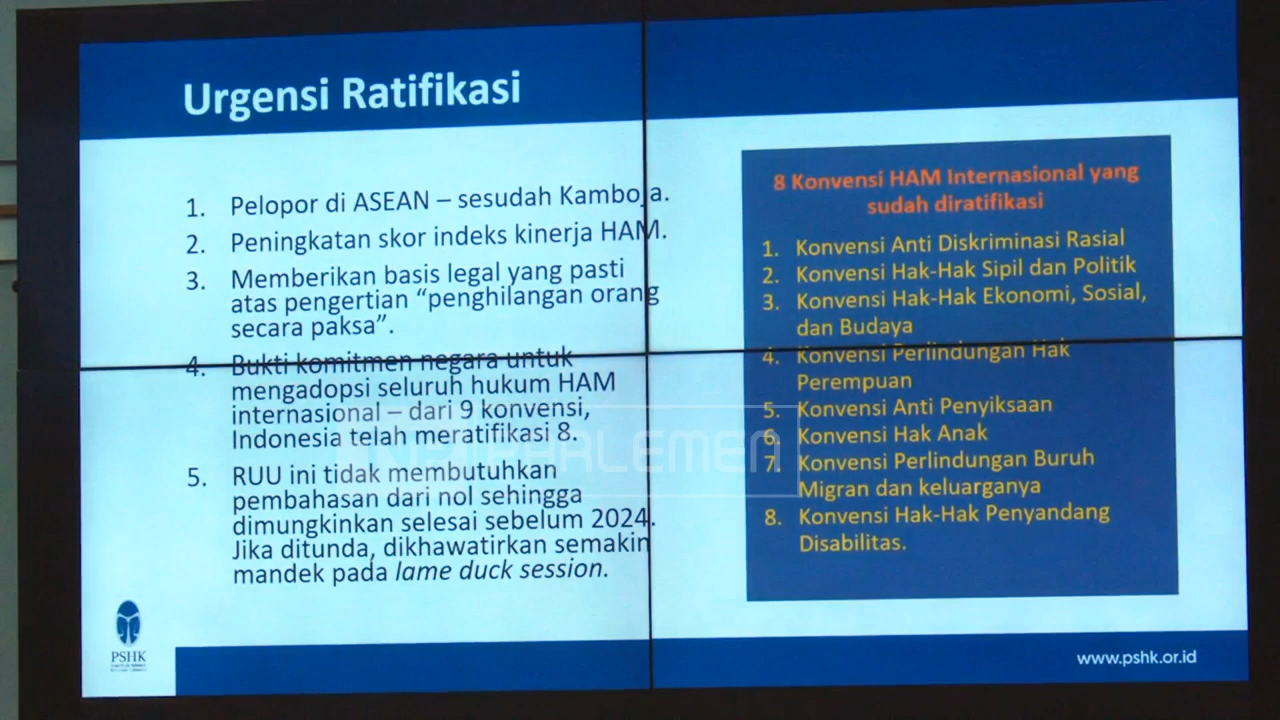 Urgensi Ratifikasi
1. Pelopor di ASEAN – sesudah Kamboja.
2. Peningkatan skor indeks kinerja HAM.
3. Memberikan basis legal yang pasti
atas pengertian “penghilangan orang
secara paksa”.
4. Bukti komitmen negara untuk
mengadopsi seluruh hukum HAM
internasional – dari 9 konvensi,
Indonesia telah meratifikasi 8.
5. RUU ini tidak membutuhkan
pembahasan dari nol sehingga
dimungkinkan selesai sebelum 2024.
Jika ditunda, dikhawatirkan semakin
mandek pada lame duck session.
8 Konvensi HAM Internasional yang
sudah diratifikasi
1. Konvensi Anti Diskriminasi Rasial
2. Konvensi Hak-Hak Sipil dan Politik
3. Konvensi Hak-Hak Ekonomi, Sosial,
dan Budaya
4. Konvensi Perlindungan Hak
Perempuan
5. Konvensi Anti Penyiksaan
6. Konvensi Hak Anak
7. Konvensi Perlindungan Buruh
Migran dan keluarganya
8. Konvensi Hak-Hak Penyandang
Disabilitas.
PARLEMEN
PSHK
www.pshk.or.id